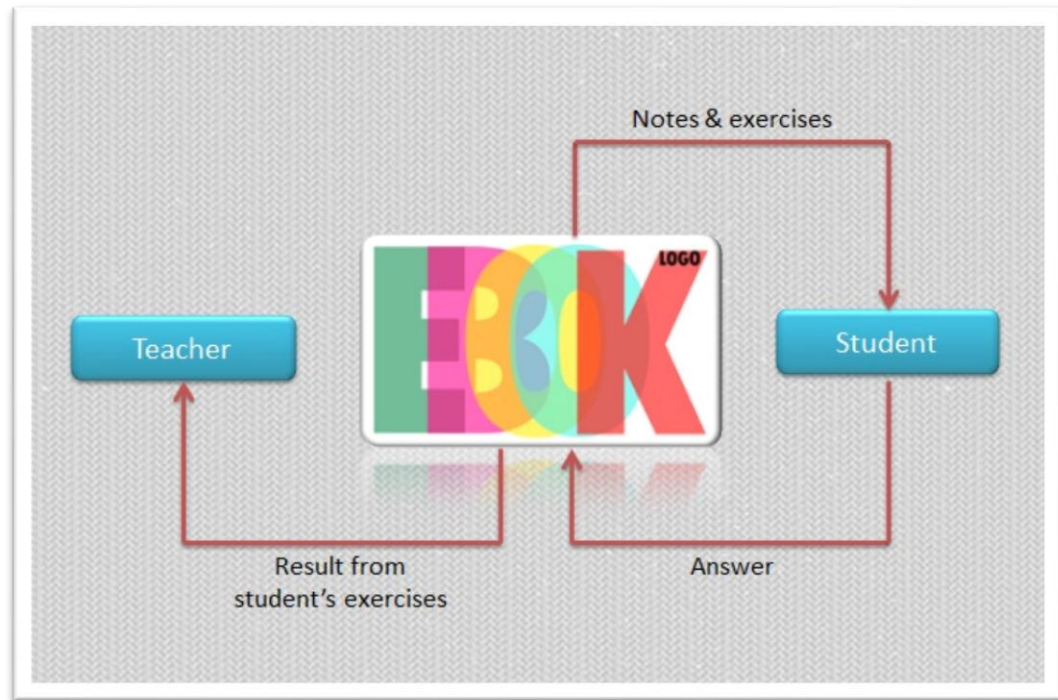 Notes & exercises
EBOOK
LOGO
Teacher
Student
Result from
student's exercises
Answer